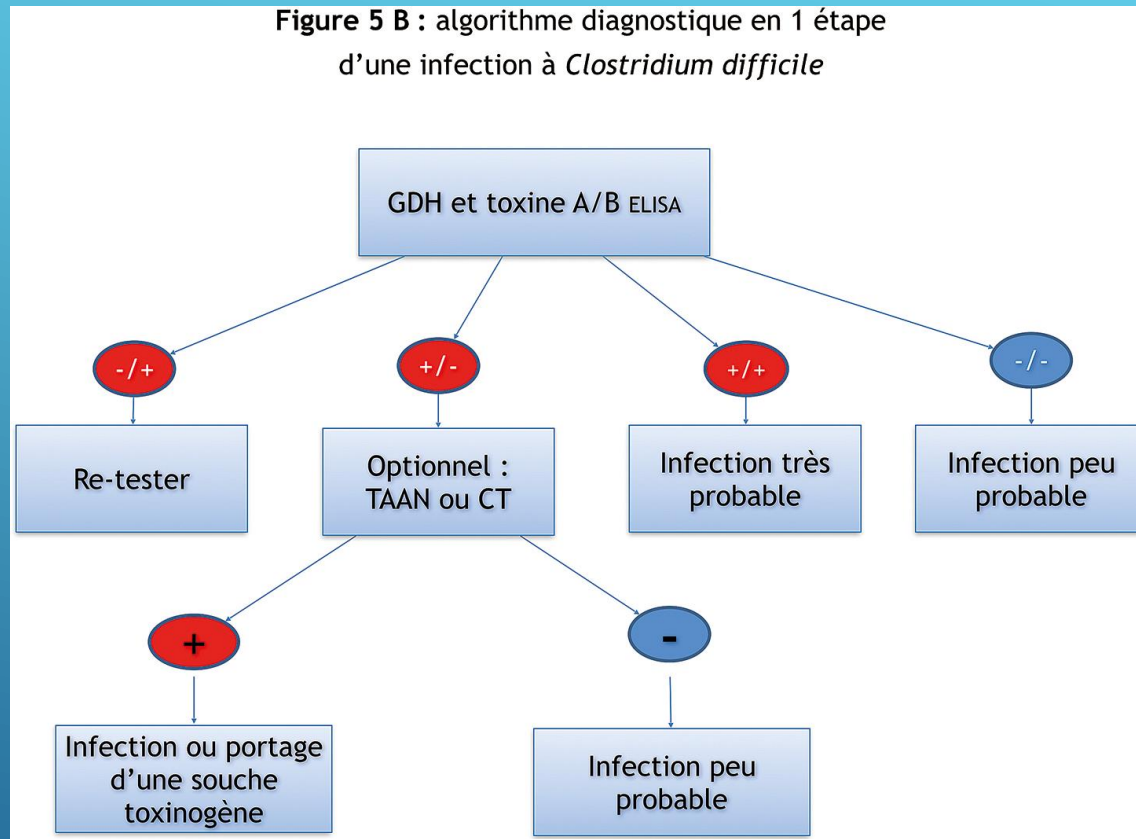 Figure 5 B : algorithme diagnostique en 1 étape
d’une infection à Clostridium difficile
GDH et toxine A/B ELISA
-/+
+/-
+/+
-/-
Re-tester
Optionnel :
TAAN ou CT
Infection très
probable
Infection peu
probable
+
-
Infection ou portage
d’une souche
toxinogène
Infection peu
probable